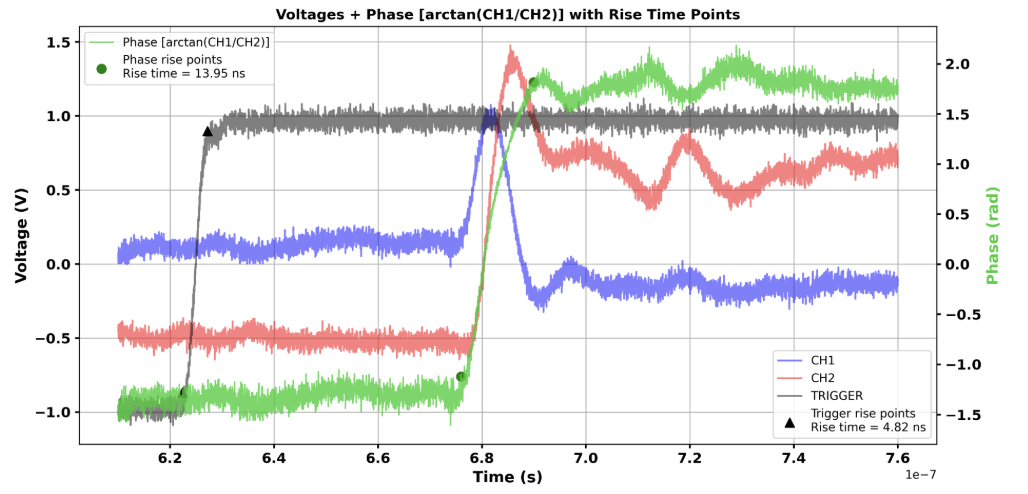 Voltages + Phase [arctan(CH1/CH2)] with Rise Time Points
Phase [arctan(CH1/CH2)]
Phase rise points
Rise time = 13.95 ns
1.5
1.0
0.5
0.0
−0.5
−1.0
Voltage (V)
2.0
1.5
1.0
0.5
0.0
−0.5
−1.0
−1.5
Phase (rad)
CH1
CH2
TRIGGER
Trigger rise points
Rise time = 4.82 ns
6.2
6.4
6.6
6.8
7.0
7.2
7.4
7.6
1e−7
Time (s)